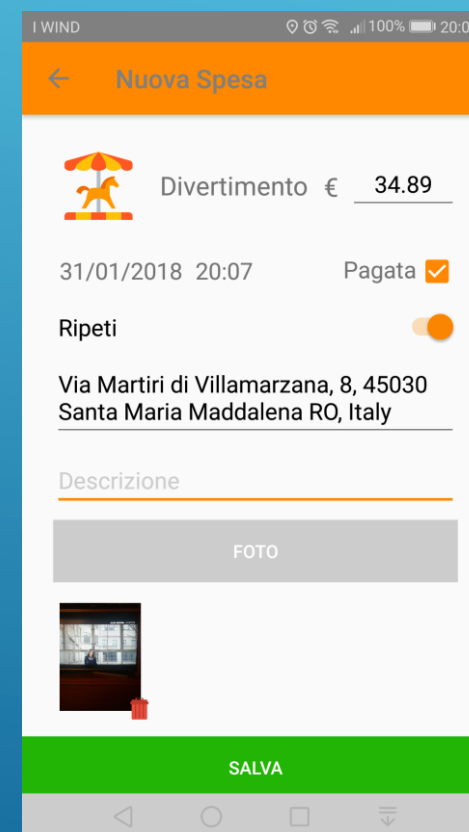 I WIND 100% 20:0
Nuova Spesa
Divertimento € 34.89
31/01/2018 20:07 Pagata
Ripeti
Via Martiri di Villamarzana, 8, 45030
Santa Maria Maddalena RO, Italy
Descrizione
FOTO
SALVA